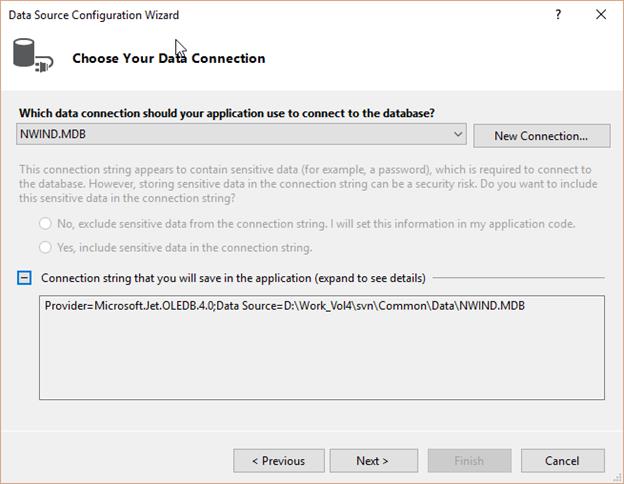 Data Source Configuration Wizard
?
Choose Your Data Connection
Which data connection should your application use to connect to the database?
NWIND.MDB
New Connection...
This connection string appears to contain sensitive data (for example, a password), which is required to connect to
the database. However, storing sensitive data in the connection string can be a security risk. Do you want to include
this sensitive data in the connection string?
No, exclude sensitive data from the connection string. I will set this information in my application code.
Yes, include sensitive data in the connection string.
Connection string that you will save in the application (expand to see details)
Provider=Microsoft.Jet.OLEDB.4.0;Data Source=D:\Work_Vol4\svn\Common\Data\NWIND.MDB
< Previous
Next >
Finish
Cancel